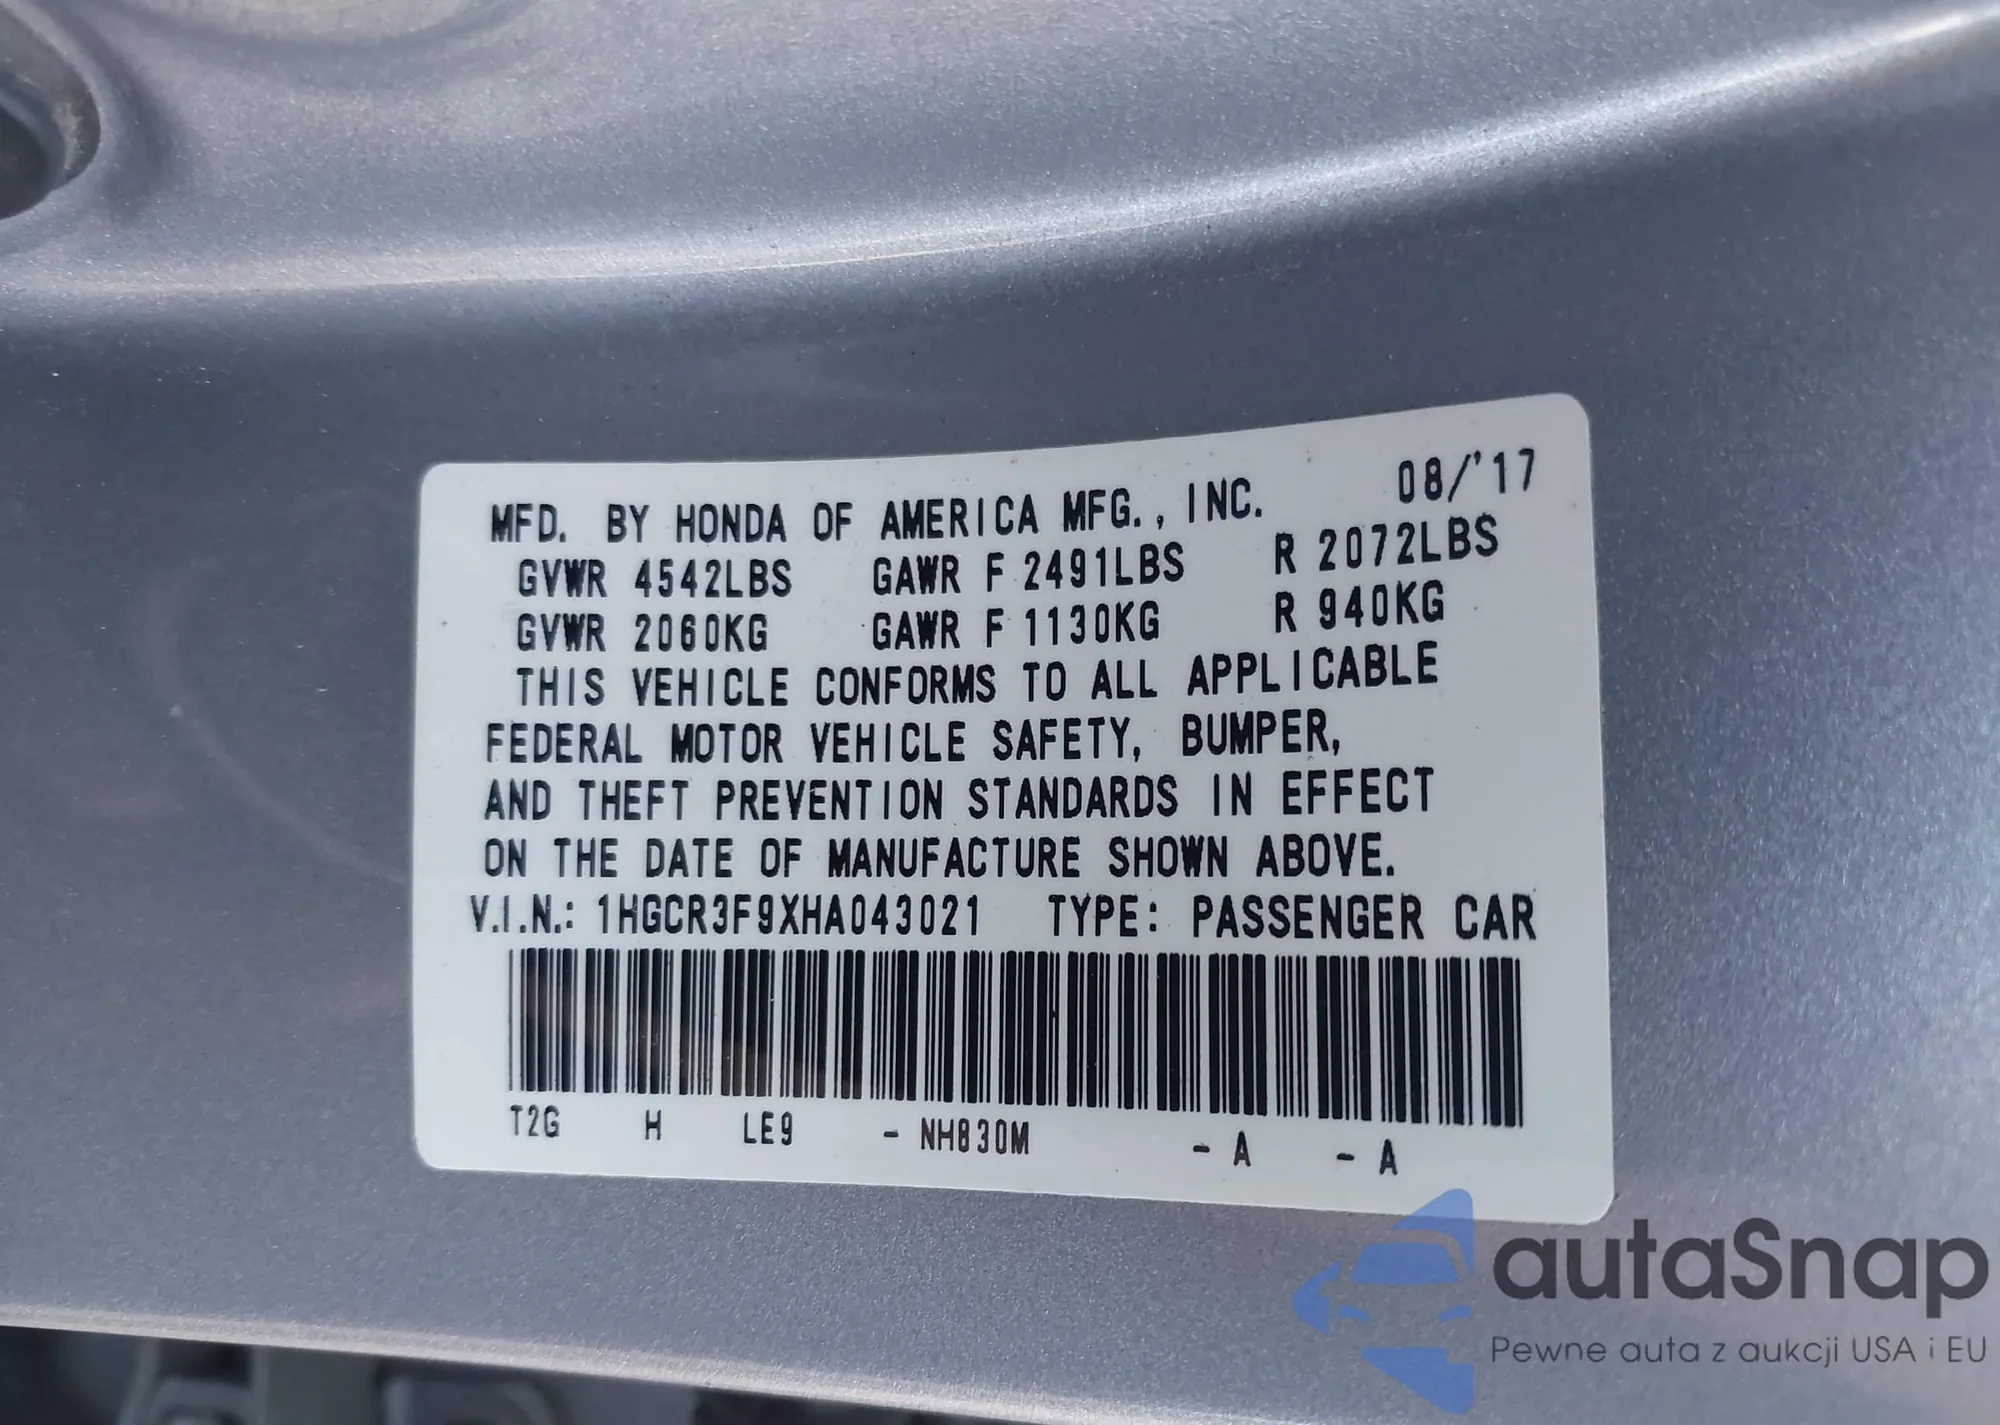 MFD. BY HONDA OF AMERICA MFG., INC. 08/'17
GVWR 4542LBS GAWR F 2491LBS R 2072LBS
GVWR 2060KG GAWR F 1130KG R 940KG
THIS VEHICLE CONFORMS TO ALL APPLICABLE
FEDERAL MOTOR VEHICLE SAFETY, BUMPER,
AND THEFT PREVENTION STANDARDS IN EFFECT
ON THE DATE OF MANUFACTURE SHOWN ABOVE.
V.I.N.: 1HGCR3F9XHA043021 TYPE: PASSENGER CAR
T2G H LE9 - NH830M - A - A
autaSnap
Pewne auta z aukcji USA i EU